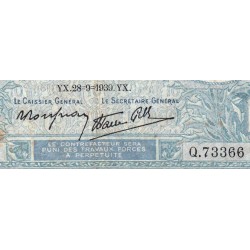 YX.28=9=1939.YX.
LE CAISSIER GÉNÉRAL LE SECRÉTAIRE GÉNÉRAL
LE CONTREFACTEUR SERA
PUNI DES TRAVAUX FORCÉS
À PERPÉTUITÉ
Q.73366